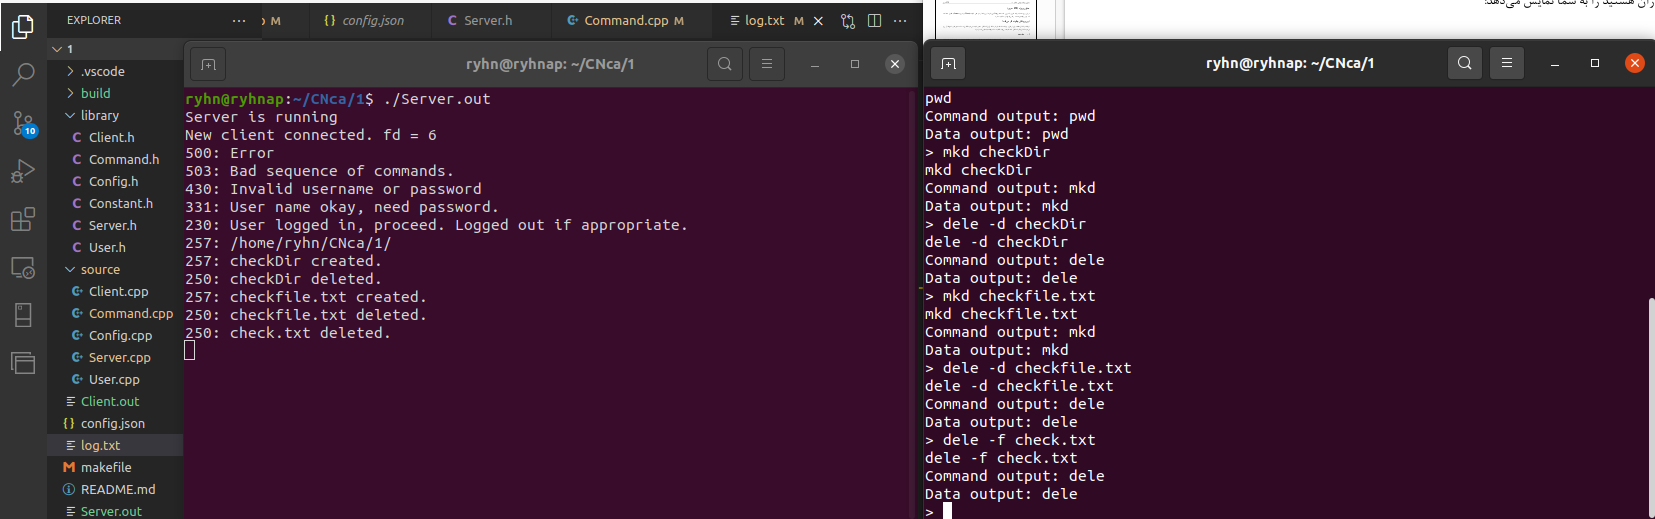 EXPLORER ...
1
.vscode
build
library
Client.h
Command.h
Config.h
Constant.h
Server.h
User.h
source
Client.cpp
Command.cpp
Config.cpp
Server.cpp
User.cpp
Client.out
config.json
log.txt
makefile
README.md
Server.out
10
M
config.json
Server.h
Command.cpp M
log.txt M
ryhn@ryhnap: ~/CNca/1
ryhn@ryhnap:~/CNca/1$ ./Server.out
Server is running
New client connected. fd = 6
500: Error
503: Bad sequence of commands.
430: Invalid username or password
331: User name okay, need password.
230: User logged in, proceed. Logged out if appropriate.
257: /home/ryhn/CNca/1/
257: checkDir created.
250: checkDir deleted.
257: checkfile.txt created.
250: checkfile.txt deleted.
250: check.txt deleted.
ران هستید را به شما نمایش می‌دهد:
ryhn@ryhnap: ~/CNca/1
pwd
Command output: pwd
Data output: pwd
> mkd checkDir
mkd checkDir
Command output: mkd
Data output: mkd
> dele -d checkDir
dele -d checkDir
Command output: dele
Data output: dele
> mkd checkfile.txt
mkd checkfile.txt
Command output: mkd
Data output: mkd
> dele -d checkfile.txt
dele -d checkfile.txt
Command output: dele
Data output: dele
> dele -f check.txt
dele -f check.txt
Command output: dele
Data output: dele
>